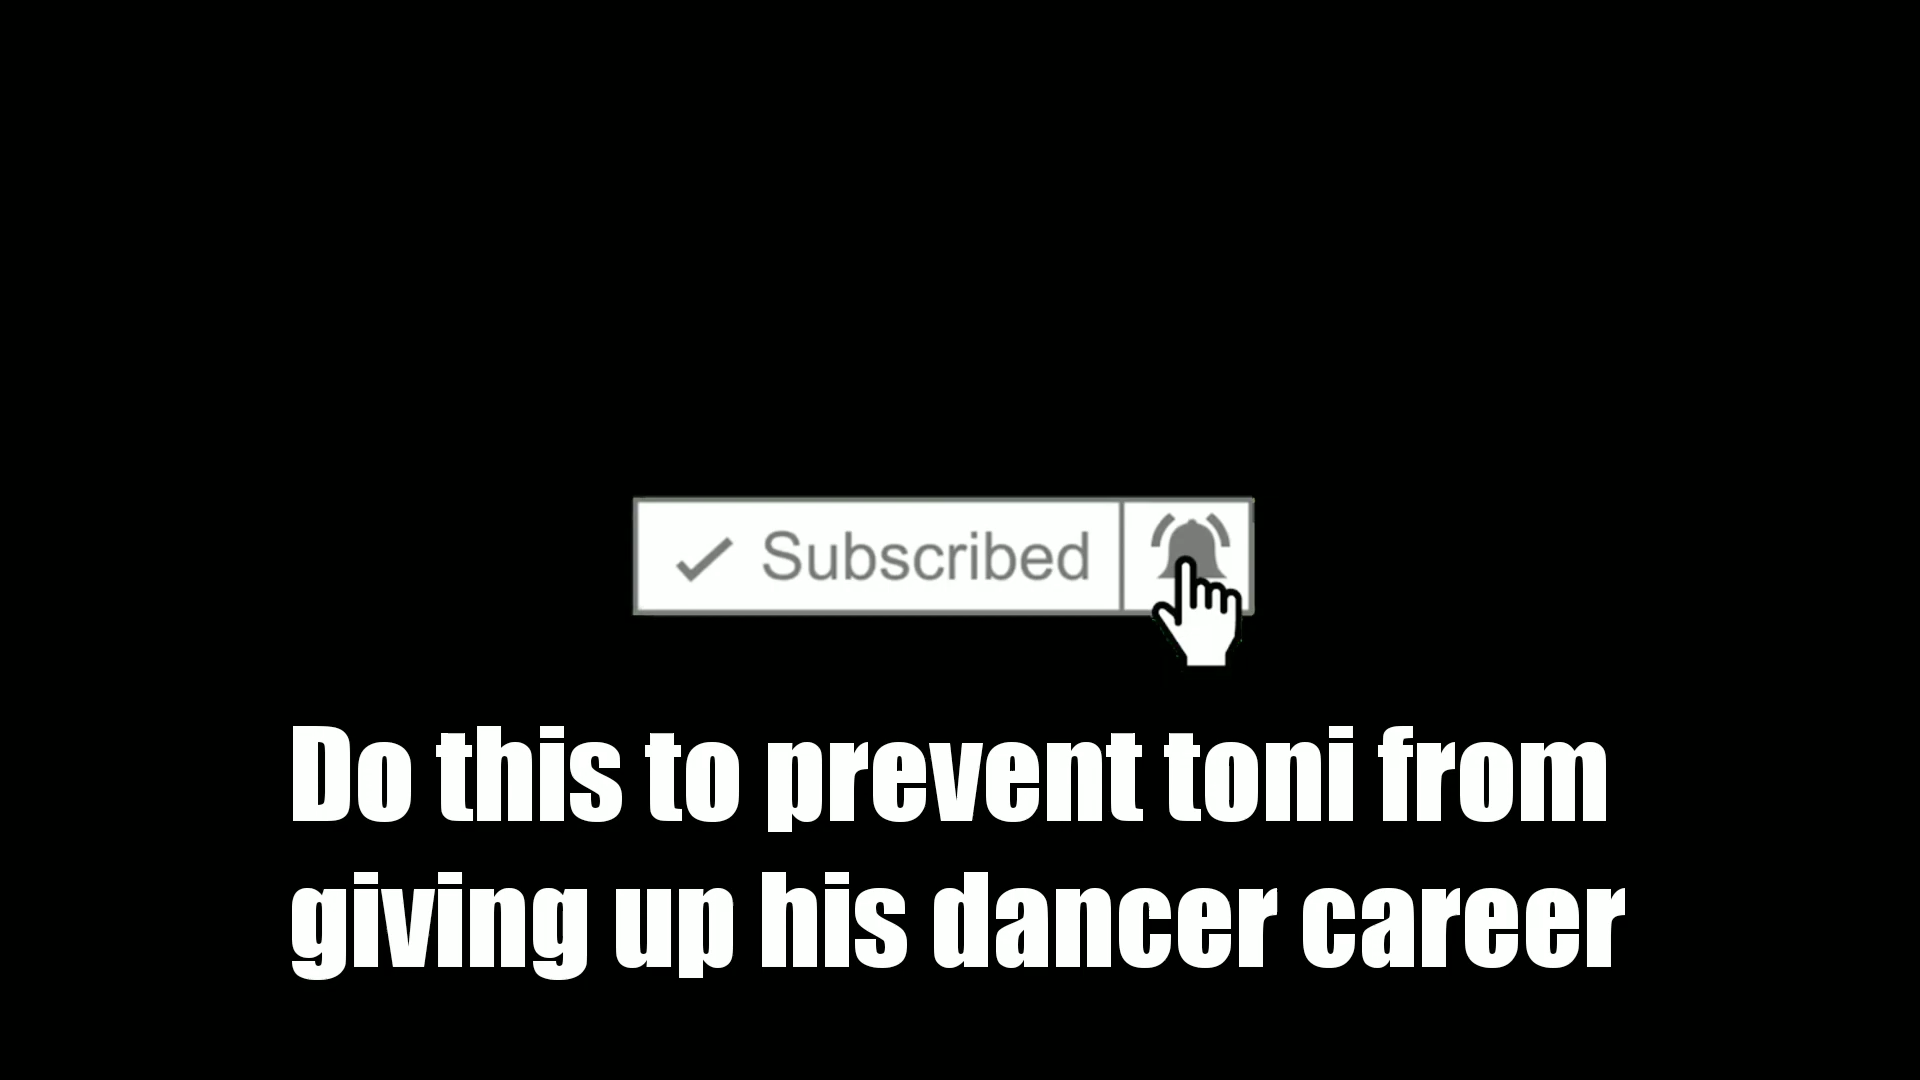 Subscribed
Do this to prevent toni from
giving up his dancer career